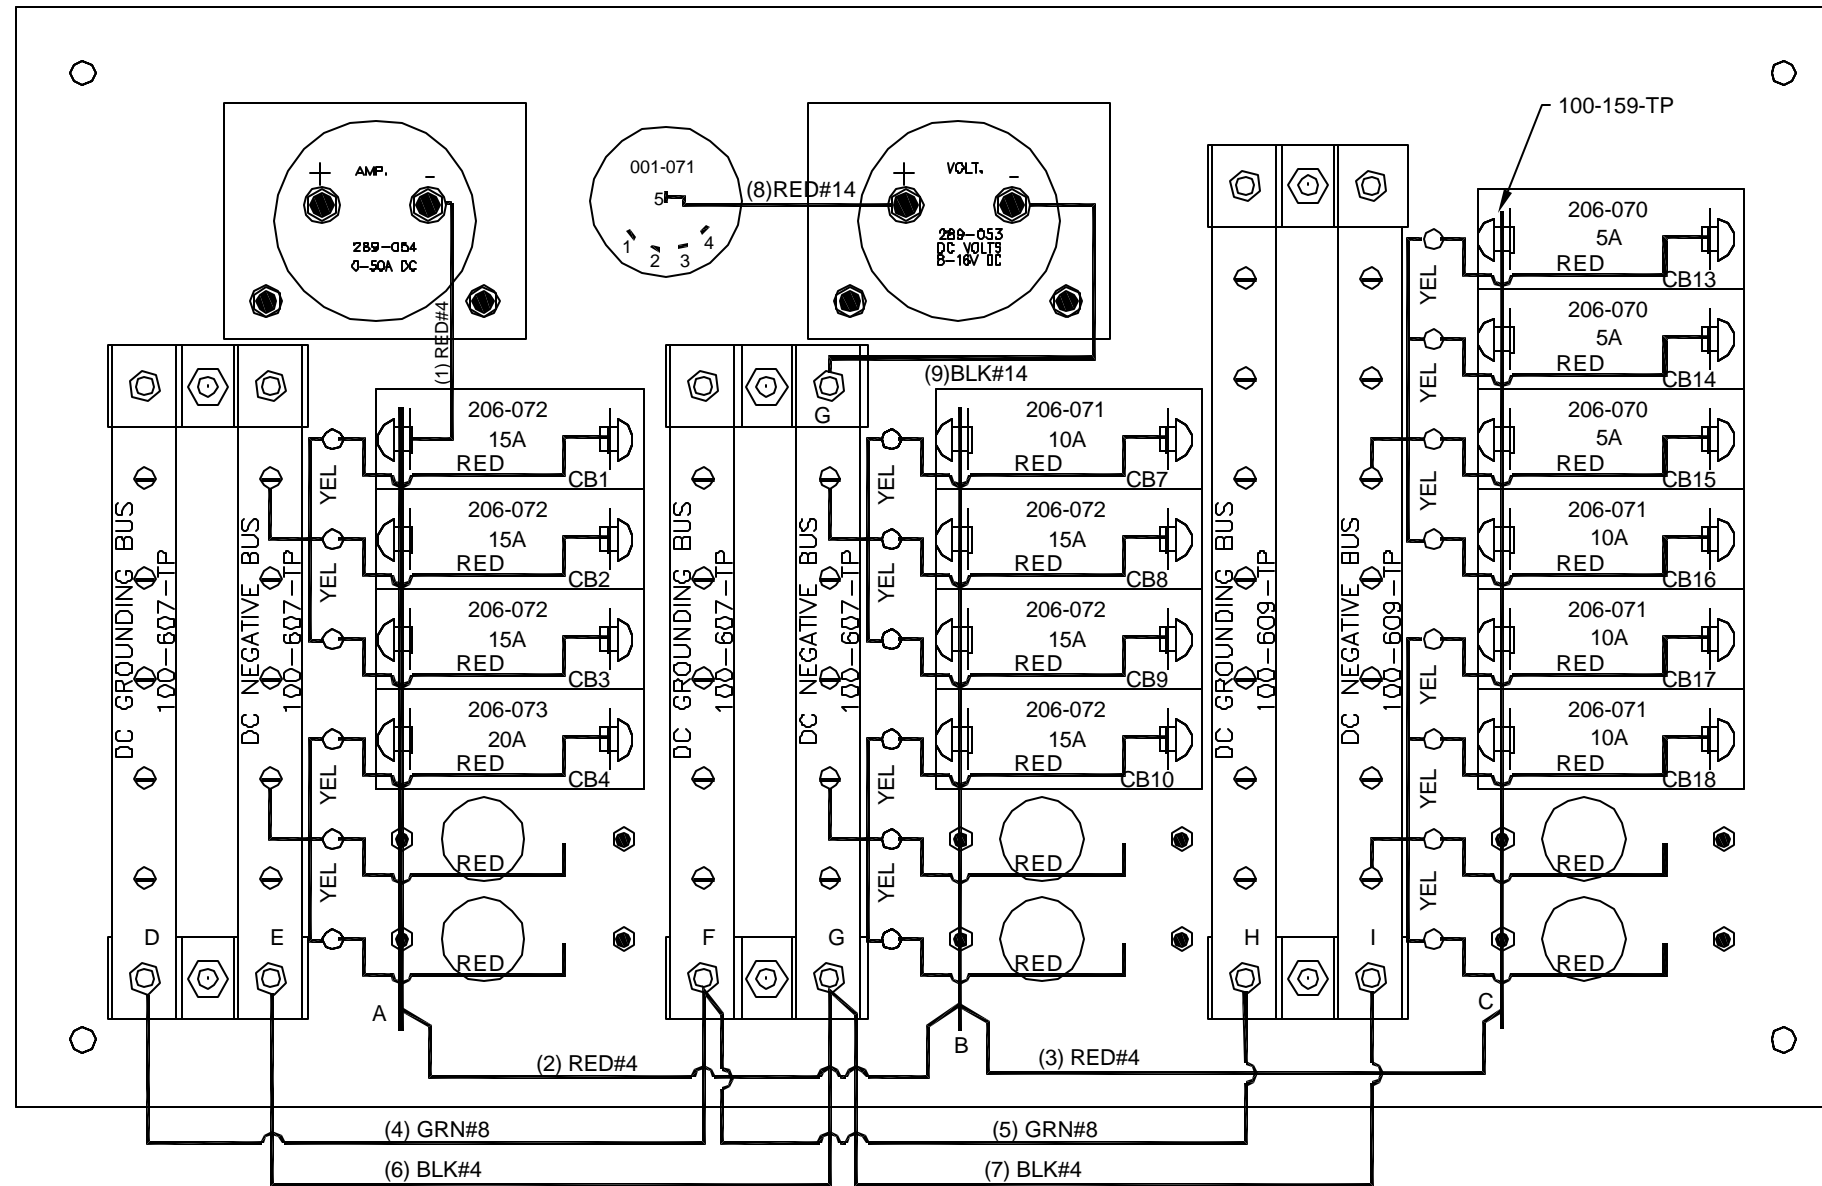 100-159-TP
+ AMP. -
289-054
0-50A DC
001-071
5
1 2 3 4
(8)RED#14
+ VOLT. -
289-053
DC VOLTS
8-16V DC
(1) RED#4
(9)BLK#14
G
DC GROUNDING BUS
100-607-TP
DC NEGATIVE BUS
100-607-TP
YEL
YEL
YEL
YEL
206-072
15A
RED
CB1
206-072
15A
RED
CB2
206-072
15A
RED
CB3
206-073
20A
RED
CB4
RED
RED
D
E
A
DC GROUNDING BUS
100-607-TP
DC NEGATIVE BUS
100-607-TP
YEL
YEL
YEL
YEL
206-071
10A
RED
CB7
206-072
15A
RED
CB8
206-072
15A
RED
CB9
206-072
15A
RED
CB10
RED
RED
F
G
B
DC GROUNDING BUS
100-609-TP
DC NEGATIVE BUS
100-609-TP
YEL
YEL
YEL
YEL
YEL
YEL
206-070
5A
RED
CB13
206-070
5A
RED
CB14
206-070
5A
RED
CB15
206-071
10A
RED
CB16
206-071
10A
RED
CB17
206-071
10A
RED
CB18
RED
RED
H
I
C
(2) RED#4
(3) RED#4
(4) GRN#8
(5) GRN#8
(6) BLK#4
(7) BLK#4